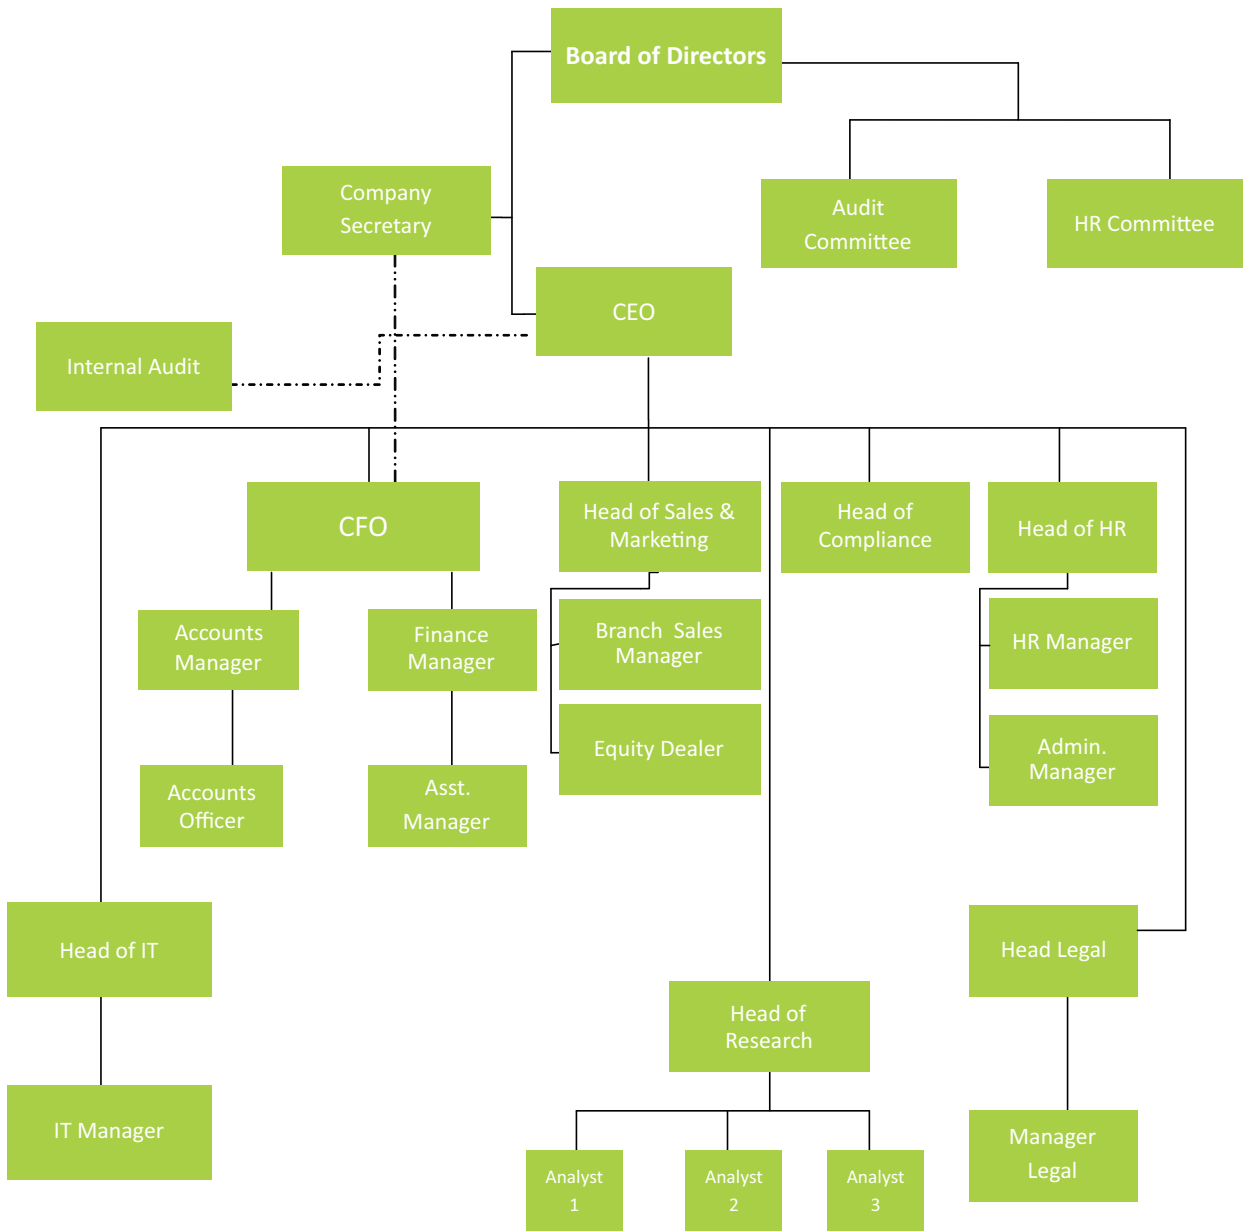 Board of Directors
Company
Secretary
Audit
Committee
HR Committee
CEO
Internal Audit
CFO
Head of Sales &
Marketing
Head of
Compliance
Head of HR
Accounts
Manager
Finance
Manager
Branch Sales
Manager
HR Manager
Equity Dealer
Admin.
Manager
Accounts
Officer
Asst.
Manager
Head of IT
Head Legal
Head of
Research
IT Manager
Manager
Legal
Analyst
1
Analyst
2
Analyst
3